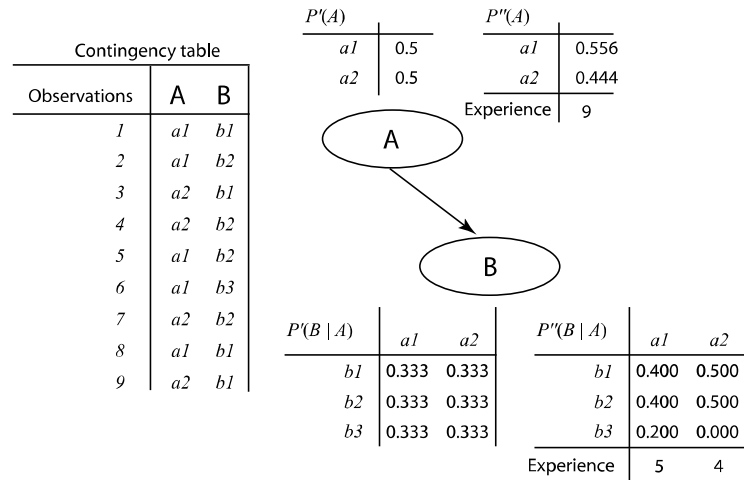 Contingency table
Observations A B
1 a1 b1
2 a1 b2
3 a2 b1
4 a2 b2
5 a1 b2
6 a1 b3
7 a2 b2
8 a1 b1
9 a2 b1
P'(A)
a1 0.5
a2 0.5
P''(A)
a1 0.556
a2 0.444
Experience 9
A
B
P'(B | A) a1 a2
b1 0.333 0.333
b2 0.333 0.333
b3 0.333 0.333
P''(B | A) a1 a2
b1 0.400 0.500
b2 0.400 0.500
b3 0.200 0.000
Experience 5 4